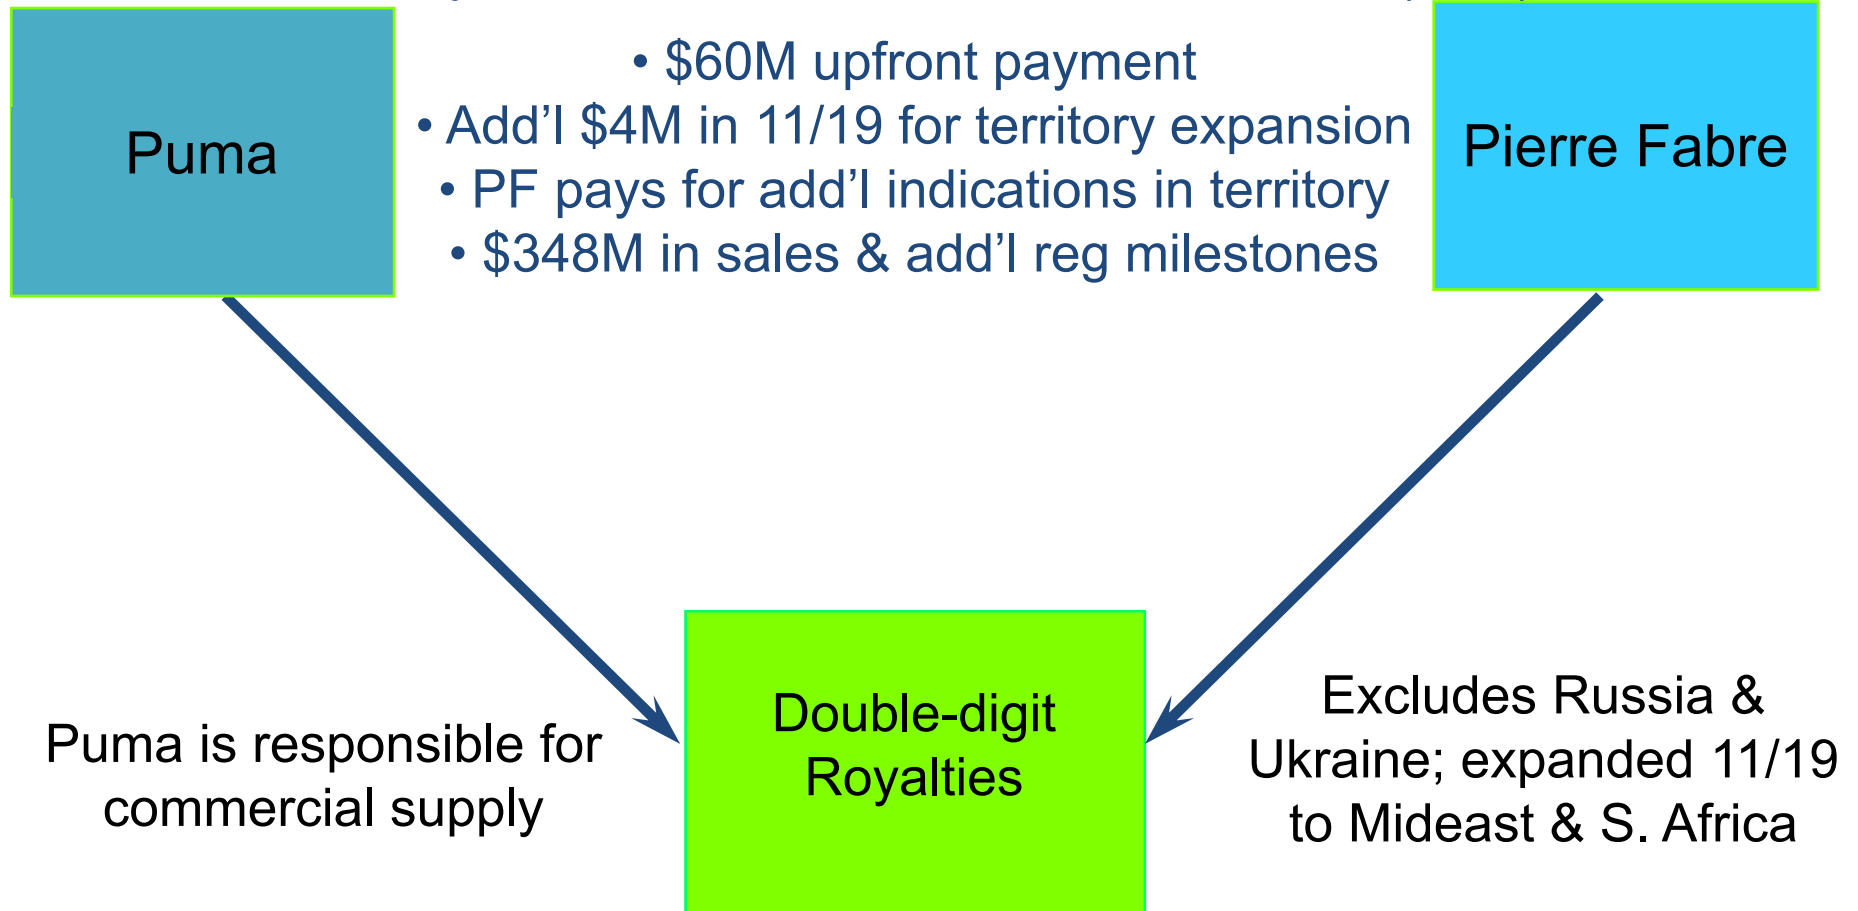 • $60M upfront payment
• Add’l $4M in 11/19 for territory expansion
• PF pays for add’l indications in territory
• $348M in sales & add’l reg milestones
Puma
Pierre Fabre
Double-digit
Royalties
Puma is responsible for
commercial supply
Excludes Russia &
Ukraine; expanded 11/19
to Mideast & S. Africa